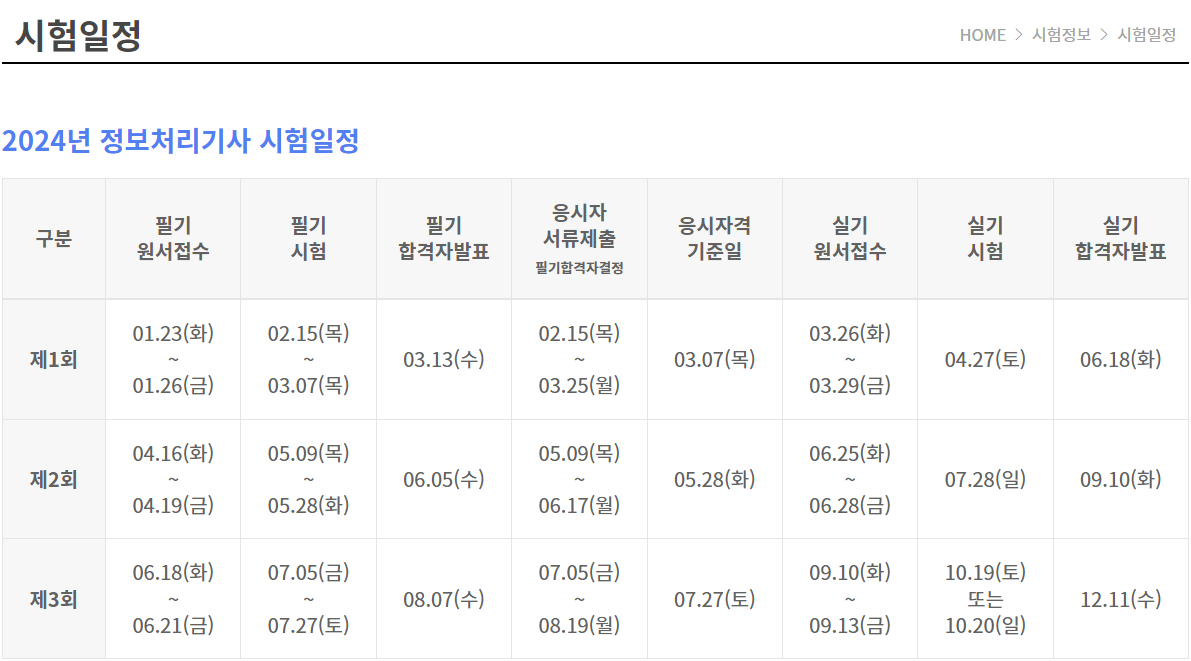 시험일정
HOME > 시험정보 > 시험일정
2024년 정보처리기사 시험일정
구분
필기
원서접수
필기
시험
필기
합격자발표
응시자
서류제출
필기합격자결정
응시자격
기준일
실기
원서접수
실기
시험
실기
합격자발표
제1회
01.23(화)
~
01.26(금)
02.15(목)
~
03.07(목)
03.13(수)
02.15(목)
~
03.25(월)
03.07(목)
03.26(화)
~
03.29(금)
04.27(토)
06.18(화)
제2회
04.16(화)
~
04.19(금)
05.09(목)
~
05.28(화)
06.05(수)
05.09(목)
~
06.17(월)
05.28(화)
06.25(화)
~
06.28(금)
07.28(일)
09.10(화)
제3회
06.18(화)
~
06.21(금)
07.05(금)
~
07.27(토)
08.07(수)
07.05(금)
~
08.19(월)
07.27(토)
09.10(화)
~
09.13(금)
10.19(토)
또는
10.20(일)
12.11(수)